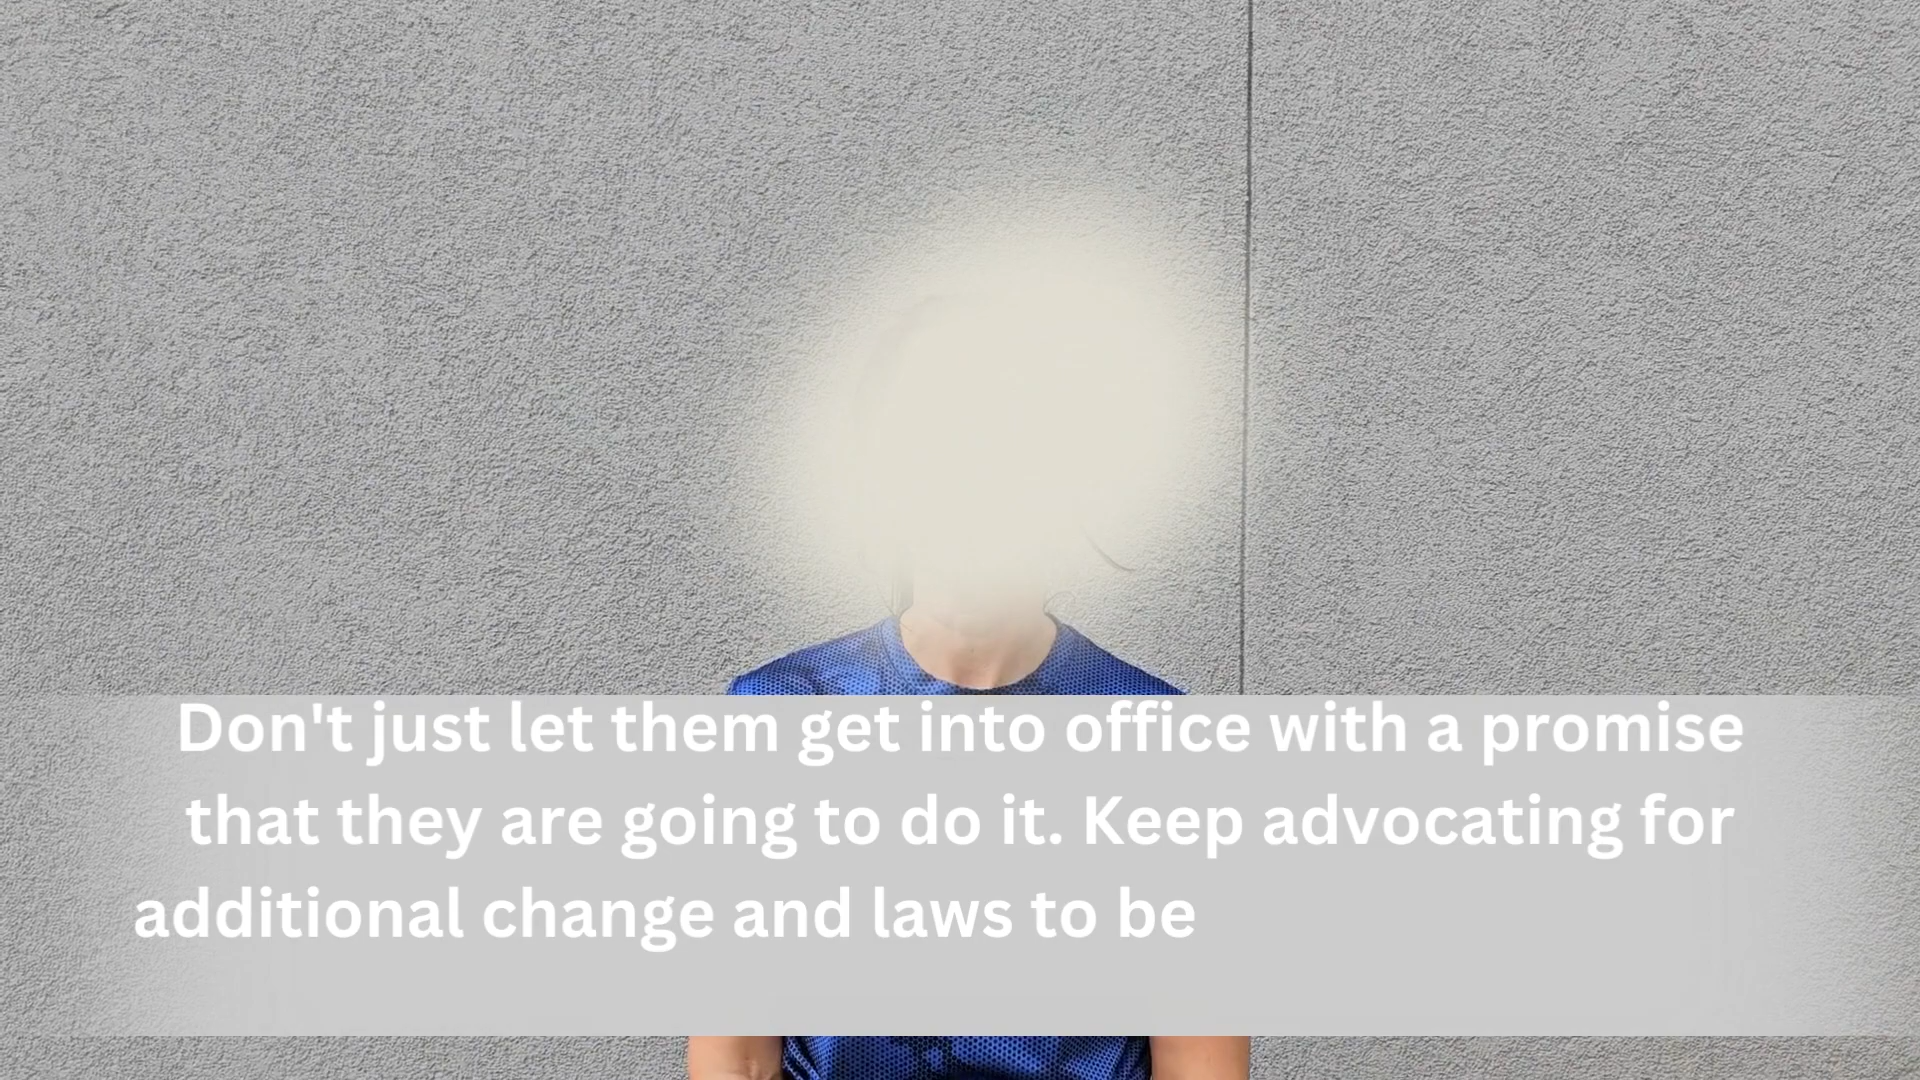 Don't just let them get into office with a promise
that they are going to do it. Keep advocating for
additional change and laws to be